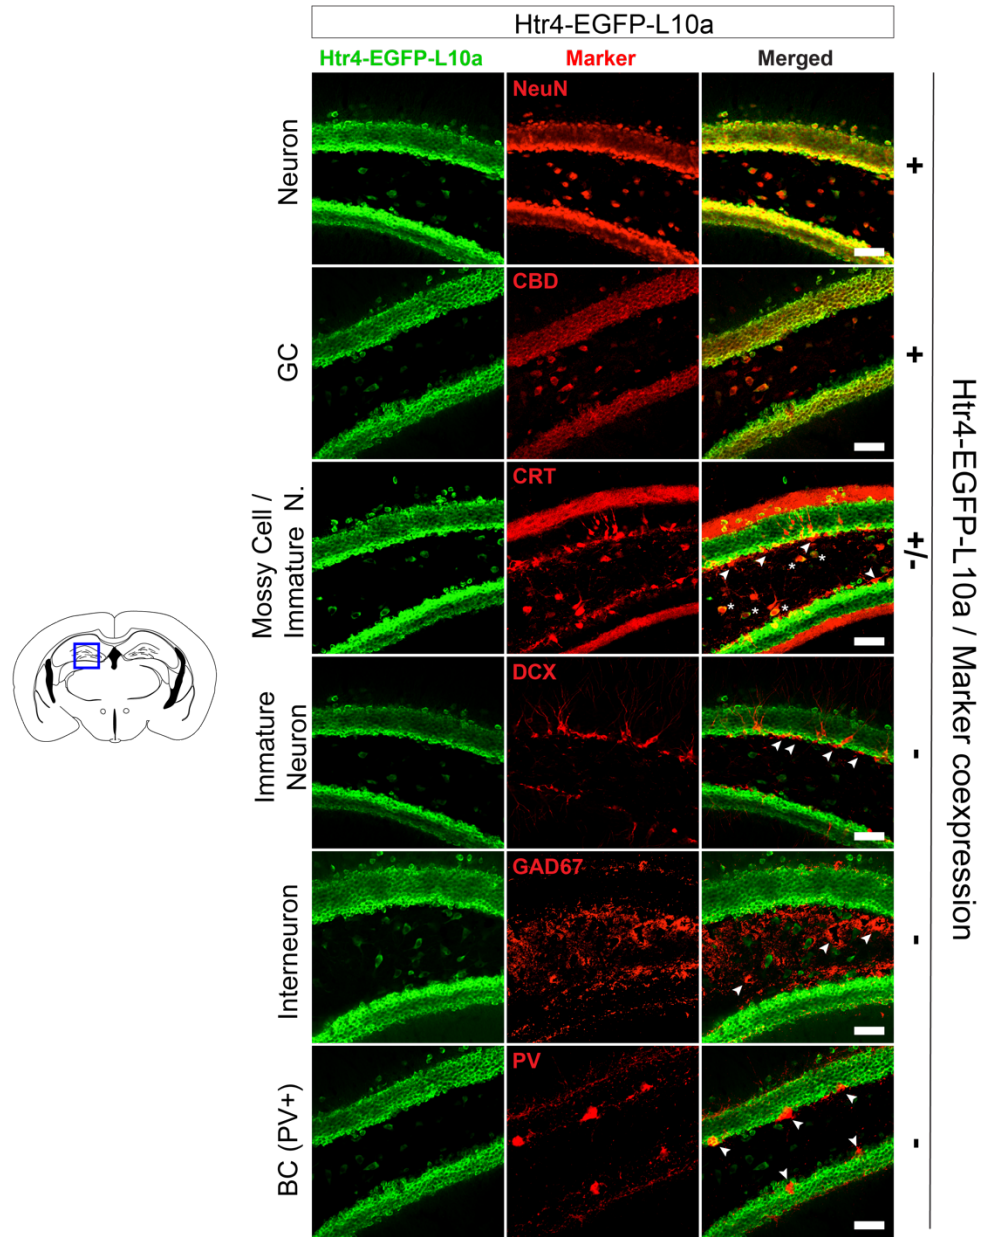 Htr4-EGFP-L10a
Htr4-EGFP-L10a
Marker
Merged
Neuron
NeuN
+
GC
CBD
+
Mossy Cell /
Immature N.
CRT
*
*
*
*
*
+/-
Immature
Neuron
DCX
-
Interneuron
GAD67
-
BC (PV+)
PV
-
Htr4-EGFP-L10a / Marker coexpression